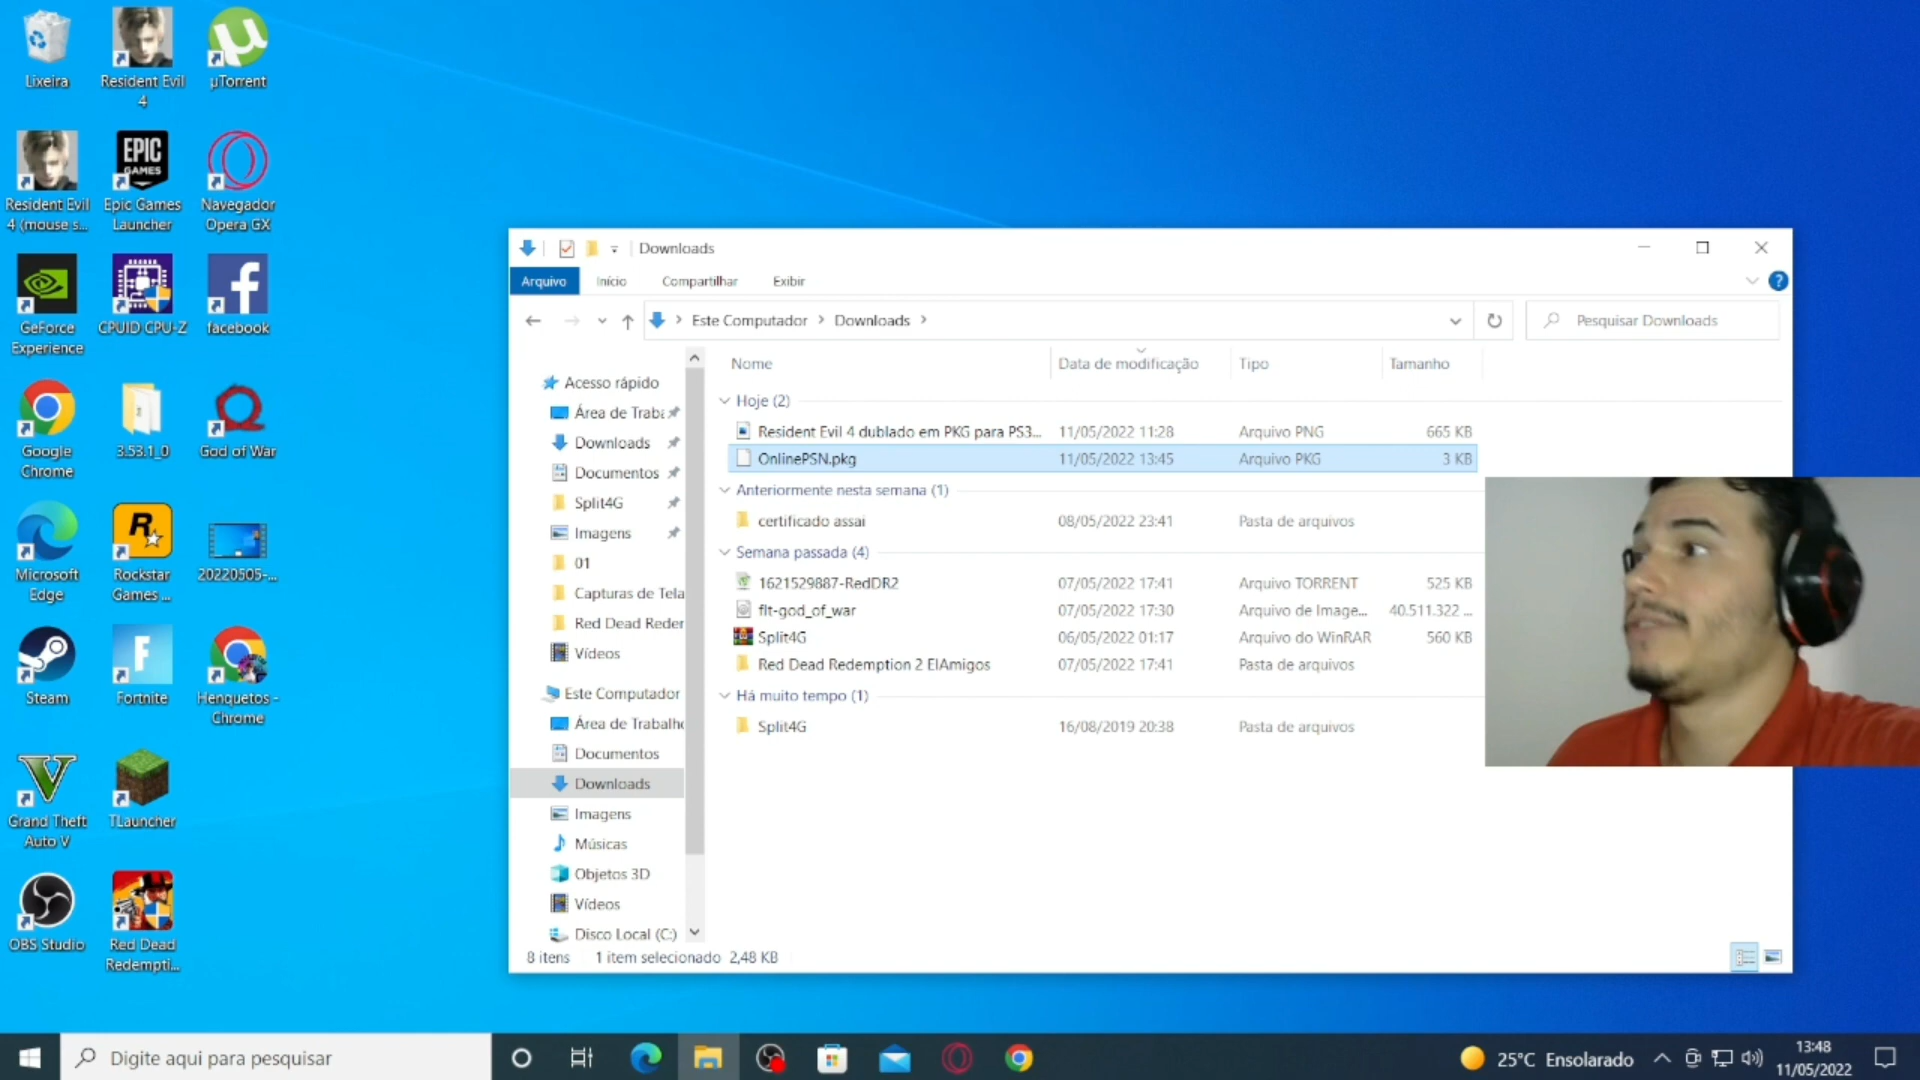 Lixeira
Resident Evil
4
µTorrent
Resident Evil
4 (mouse s...
EPIC
GAMES
Epic Games
Launcher
Navegador
Opera GX
GeForce
Experience
CPUID CPU-Z
facebook
Google
Chrome
3.53.1_0
God of War
Microsoft
Edge
Rockstar
Games ...
20220505-...
Steam
Fortnite
Henquetos -
Chrome
Grand Theft
Auto V
TLauncher
OBS Studio
Red Dead
Redempti...
Downloads
Arquivo Início Compartilhar Exibir
Este Computador Downloads
Pesquisar Downloads
Nome Data de modificação Tipo Tamanho
Hoje (2)
Resident Evil 4 dublado em PKG para PS3... 11/05/2022 11:28 Arquivo PNG 665 KB
OnlinePSN.pkg 11/05/2022 13:45 Arquivo PKG 3 KB
Anteriormente nesta semana (1)
certificado assai 08/05/2022 23:41 Pasta de arquivos
Semana passada (4)
1621529887-RedDR2 07/05/2022 17:41 Arquivo TORRENT 525 KB
flt-god_of_war 07/05/2022 17:30 Arquivo de Image... 40.511.322 ...
Split4G 06/05/2022 01:17 Arquivo do WinRAR 560 KB
Red Dead Redemption 2 ElAmigos 07/05/2022 17:41 Pasta de arquivos
Há muito tempo (1)
Split4G 16/08/2019 20:38 Pasta de arquivos
Acesso rápido
Área de Traba
Downloads
Documentos
Split4G
Imagens
01
Capturas de Tela
Red Dead Reder
Vídeos
Este Computador
Área de Trabalho
Documentos
Downloads
Imagens
Músicas
Objetos 3D
Vídeos
Disco Local (C:)
8 itens 1 item selecionado 2,48 KB
Digite aqui para pesquisar
25°C Ensolarado
13:48
11/05/2022